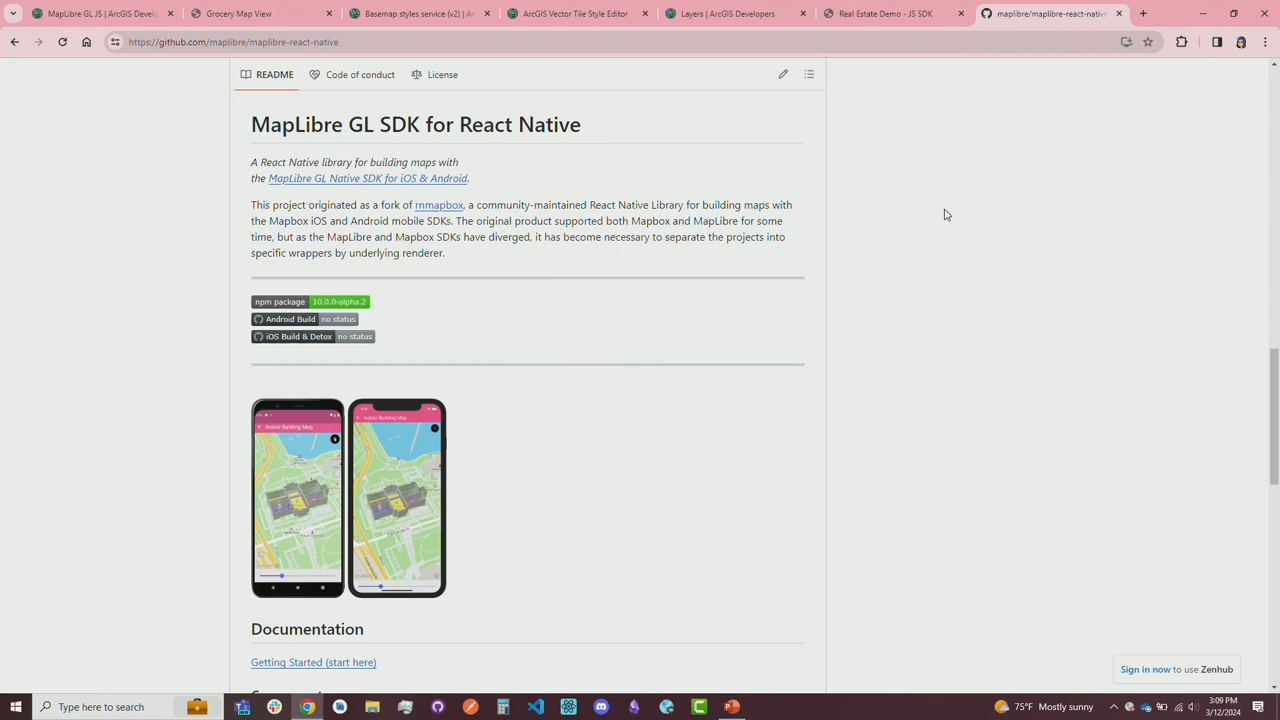 MapLibre GL JS | ArcGIS Develo
Grocery Map View
Basemap styles service (v2) | A
ArcGIS Vector Tile Style Editor
Layers | ArcGIS Developers
Real Estate Demo - JS SDK
maplibre/maplibre-react-native
https://github.com/maplibre/maplibre-react-native
README
Code of conduct
License
MapLibre GL SDK for React Native
A React Native library for building maps with
the MapLibre GL Native SDK for iOS & Android.
This project originated as a fork of rnmapbox, a community-maintained React Native Library for building maps with
the Mapbox iOS and Android mobile SDKs. The original product supported both Mapbox and MapLibre for some
time, but as the MapLibre and Mapbox SDKs have diverged, it has become necessary to separate the projects into
specific wrappers by underlying renderer.
npm package 10.0.0-alpha.2
Android Build no status
iOS Build & Detox no status
Indoor Building Map
Indoor Building Map
Documentation
Getting Started (start here)
Sign in now to use Zenhub
Type here to search
75°F Mostly sunny
3:09 PM
3/12/2024